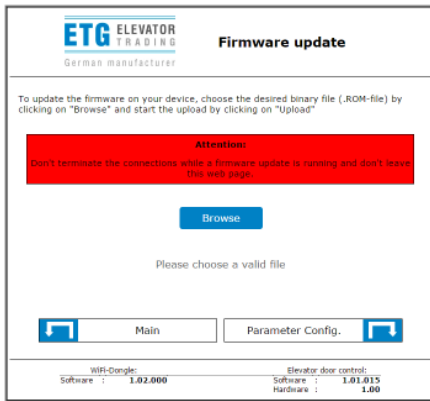 ETG ELEVATOR
TRADING
German manufacturer
Firmware update
To update the firmware on your device, choose the desired binary file (.ROM-file) by
clicking on "Browse" and start the upload by clicking on "Upload"
Attention:
Don't terminate the connections while a firmware update is running and don't leave
this web page.
Browse
Please choose a valid file
Main
Parameter Config.
WiFi-Dongle:
Software : 1.02.000
Elevator door control:
Software : 1.01.015
Hardware : 1.00